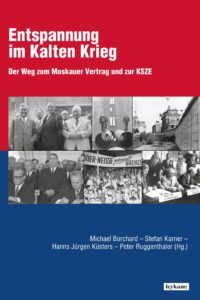 Entspannung
im Kalten Krieg
Der Weg zum Moskauer Vertrag und zur KSZE
ODER-NEISSE
GRENZE
Michael Borchard – Stefan Karner –
Hanns Jürgen Küsters – Peter Ruggenthaler (Hg.)
leykam: